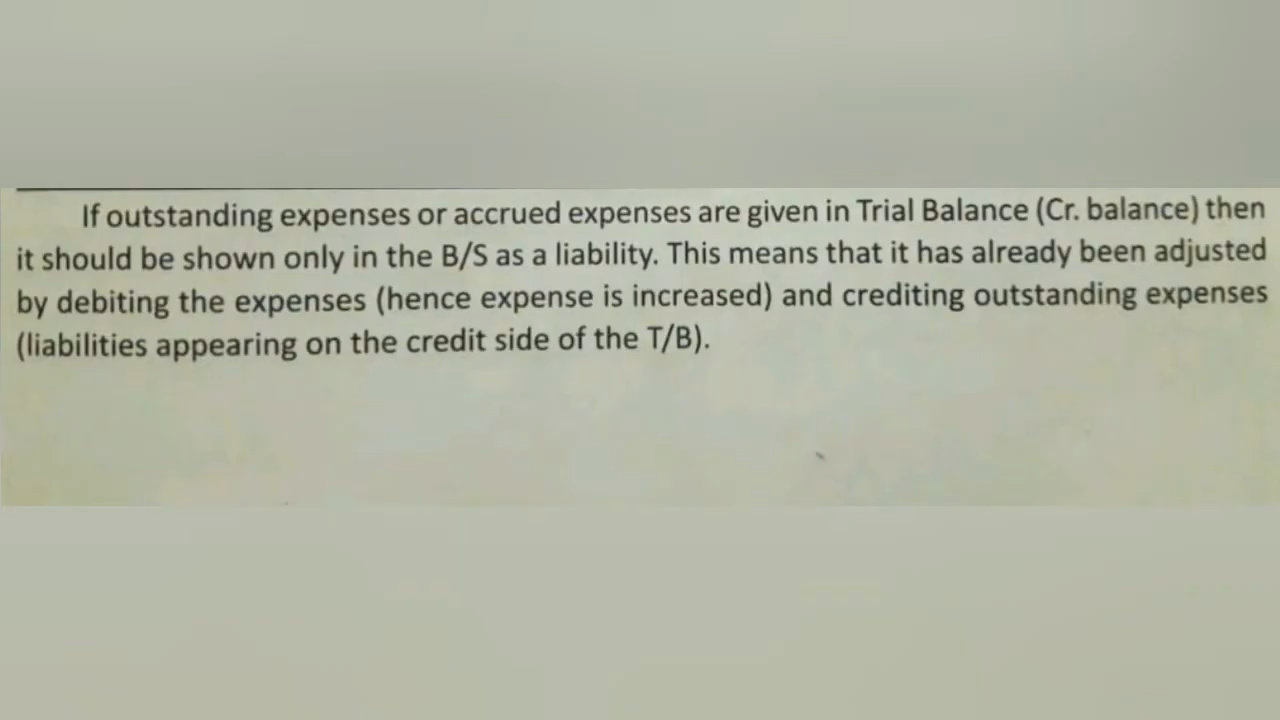 If outstanding expenses or accrued expenses are given in Trial Balance (Cr. balance) then
it should be shown only in the B/S as a liability. This means that it has already been adjusted
by debiting the expenses (hence expense is increased) and crediting outstanding expenses
(liabilities appearing on the credit side of the T/B).